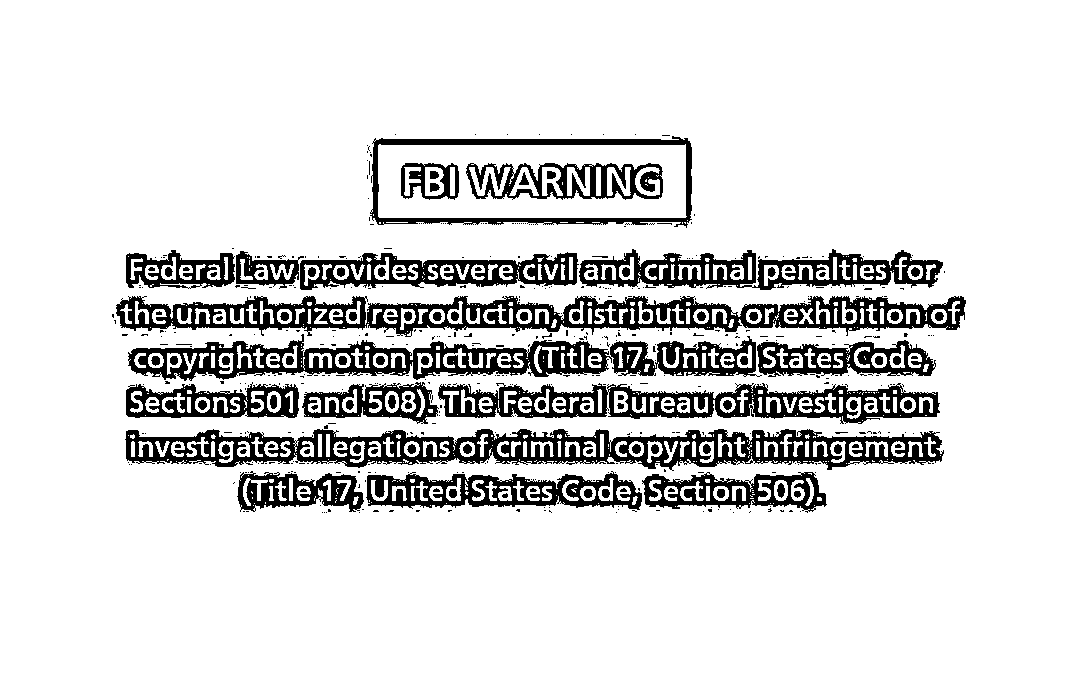 FBI WARNING
Federal Law provides severe civil and criminal penalties for
the unauthorized reproduction, distribution, or exhibition of
copyrighted motion pictures (Title 17, United States Code,
Sections 501 and 508). The Federal Bureau of investigation
investigates allegations of criminal copyright infringement
(Title 17, United States Code, Section 506).